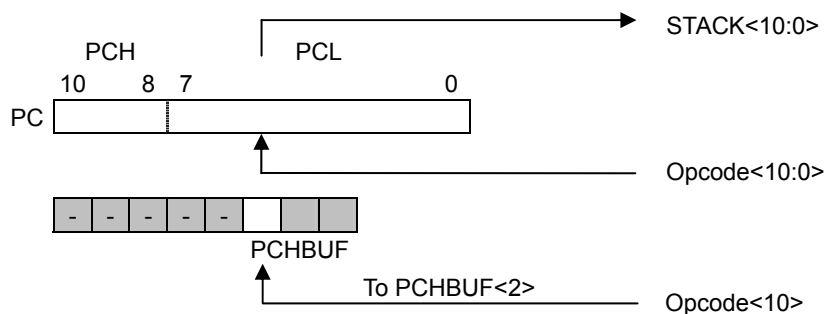 STACK<10:0>
PCH PCL
10 8 7 0
PC
Opcode<10:0>
- - - - -
PCHBUF
To PCHBUF<2>
Opcode<10>